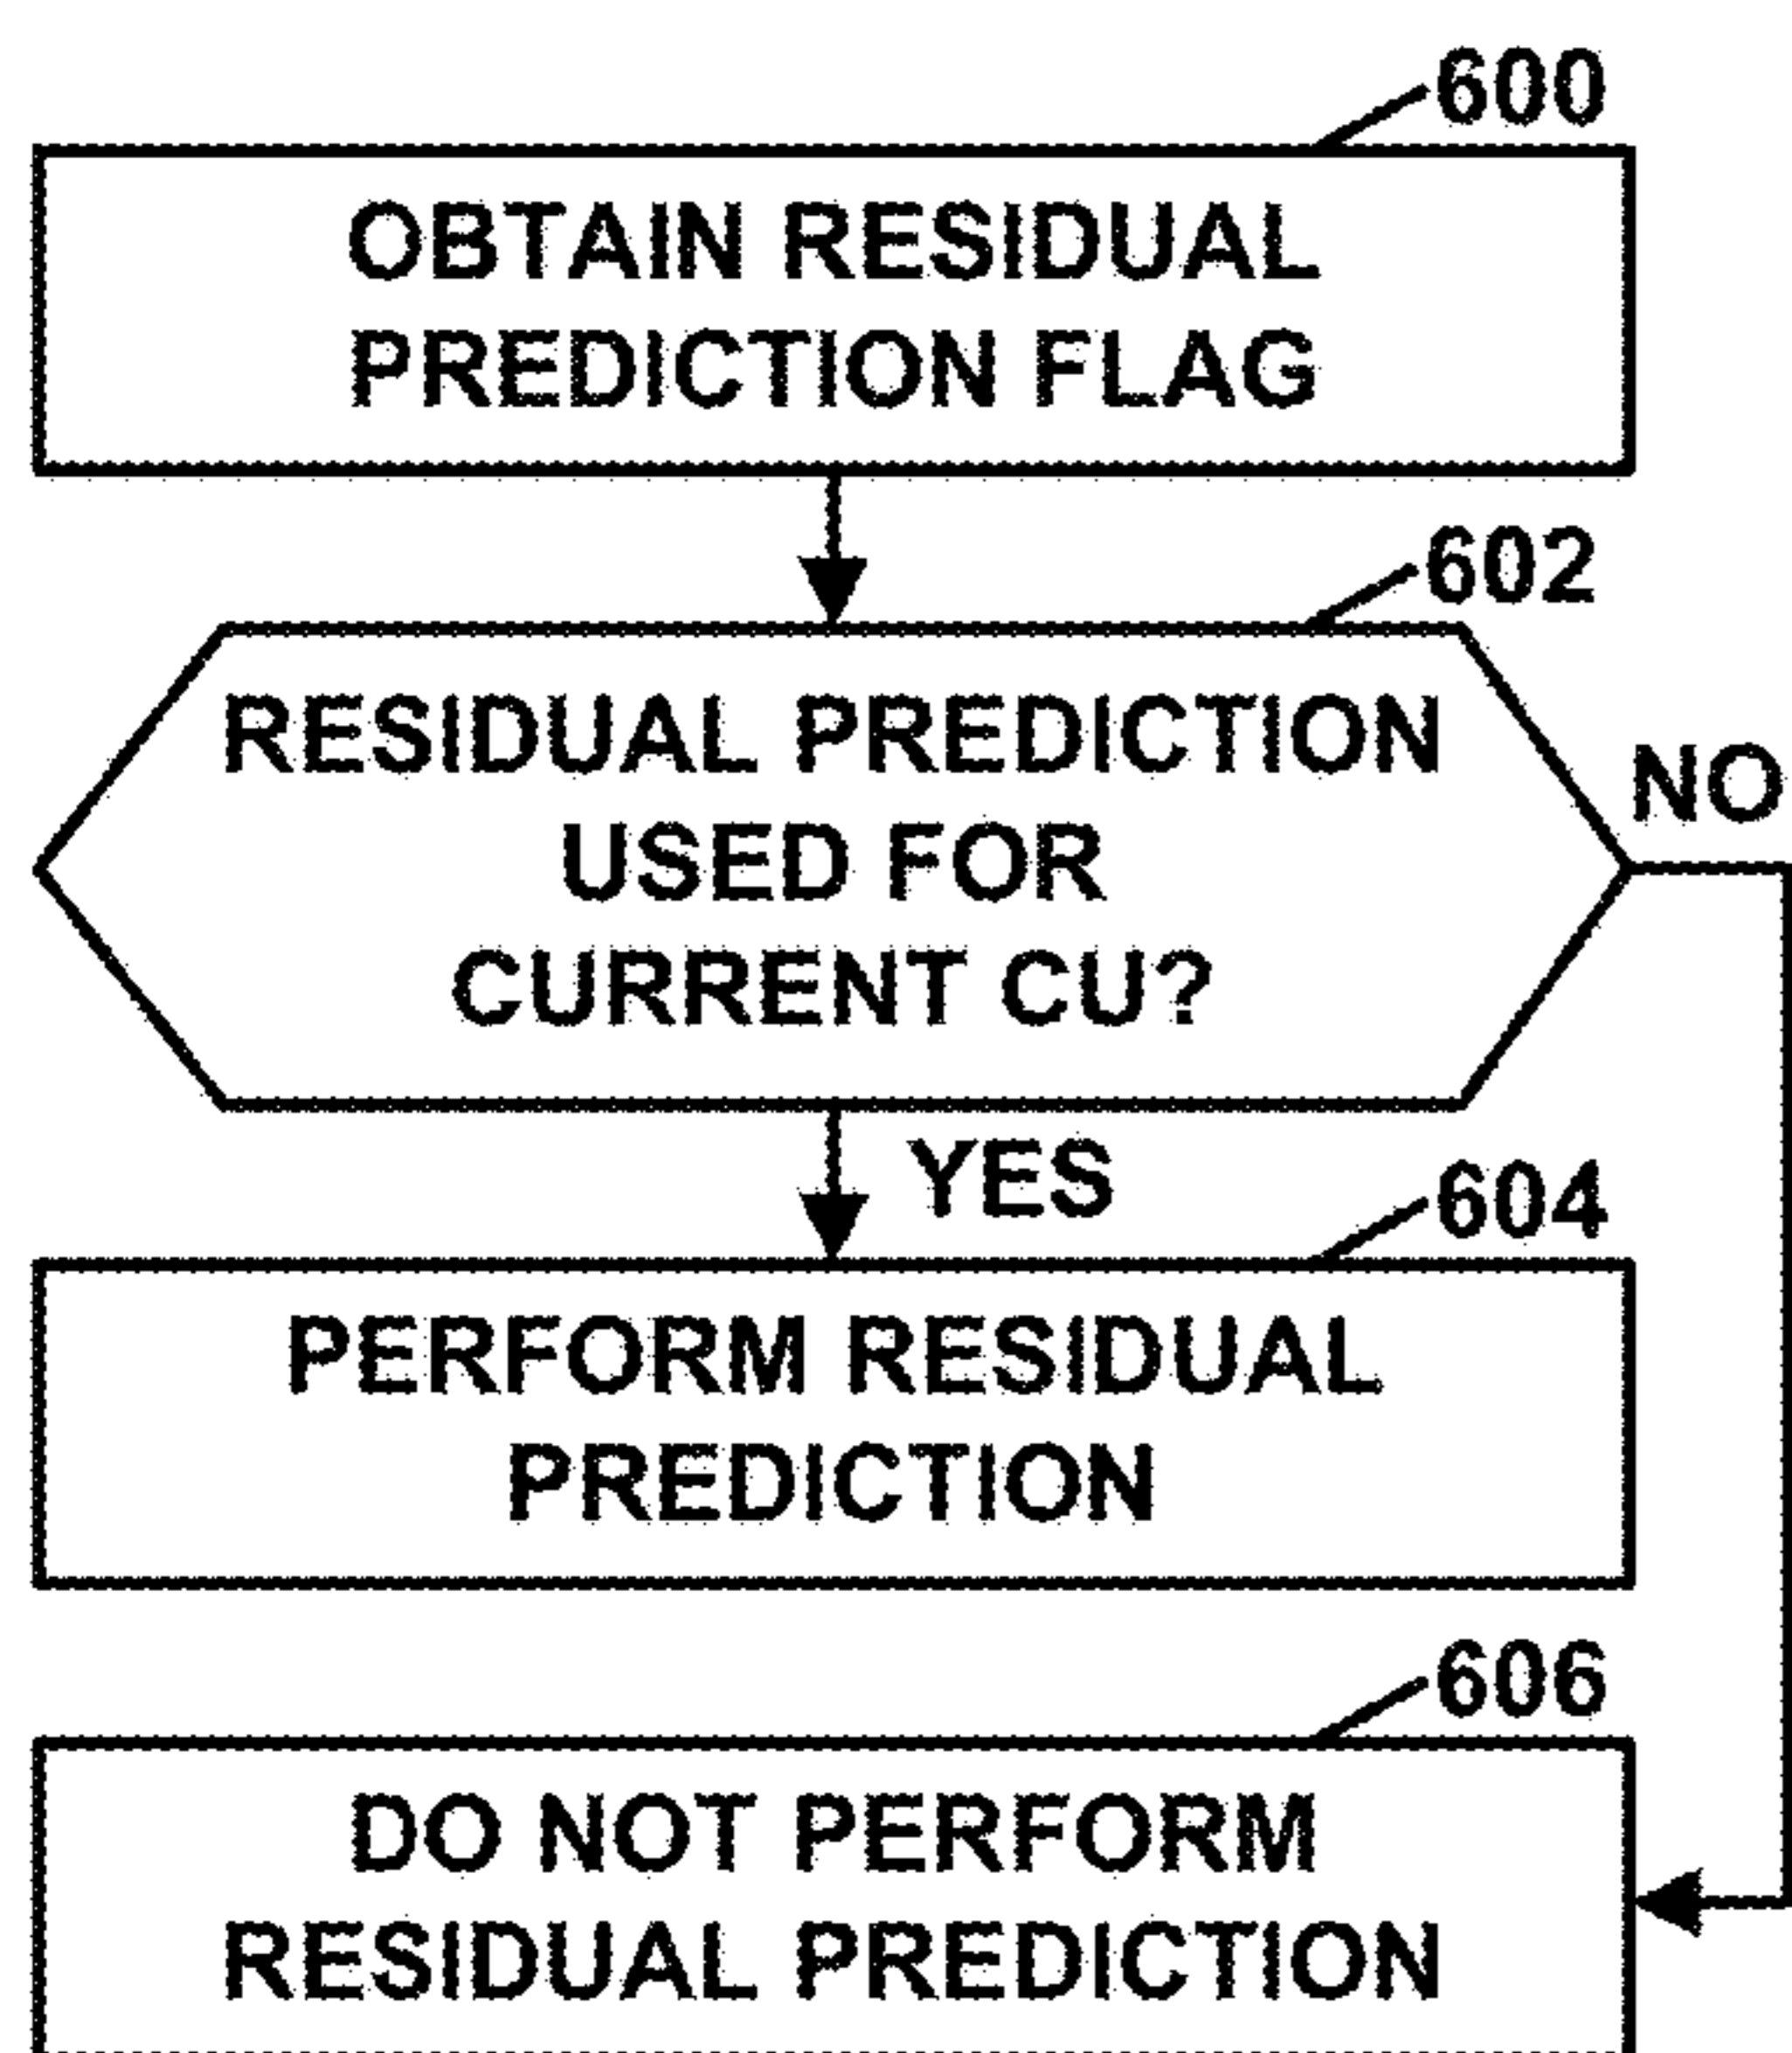 600
OBTAIN RESIDUAL
PREDICTION FLAG
602
RESIDUAL PREDICTION
USED FOR
CURRENT CU?
NO
YES
604
PERFORM RESIDUAL
PREDICTION
606
DO NOT PERFORM
RESIDUAL PREDICTION